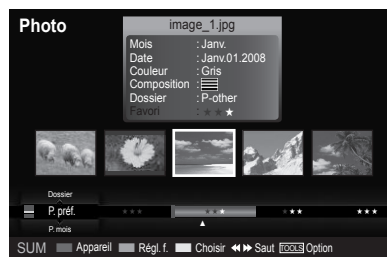 Photo
image_1.jpg
Mois : Janv.
Date : Janv.01.2008
Couleur : Gris
Composition :
Dossier : P-other
Favori : ★ ★ ★
Dossier
P. préf. ★★★ ★★★ ★★ ★★★
P. mois
SUM Appareil Régl. f. Choisir Saut TOOLS Option